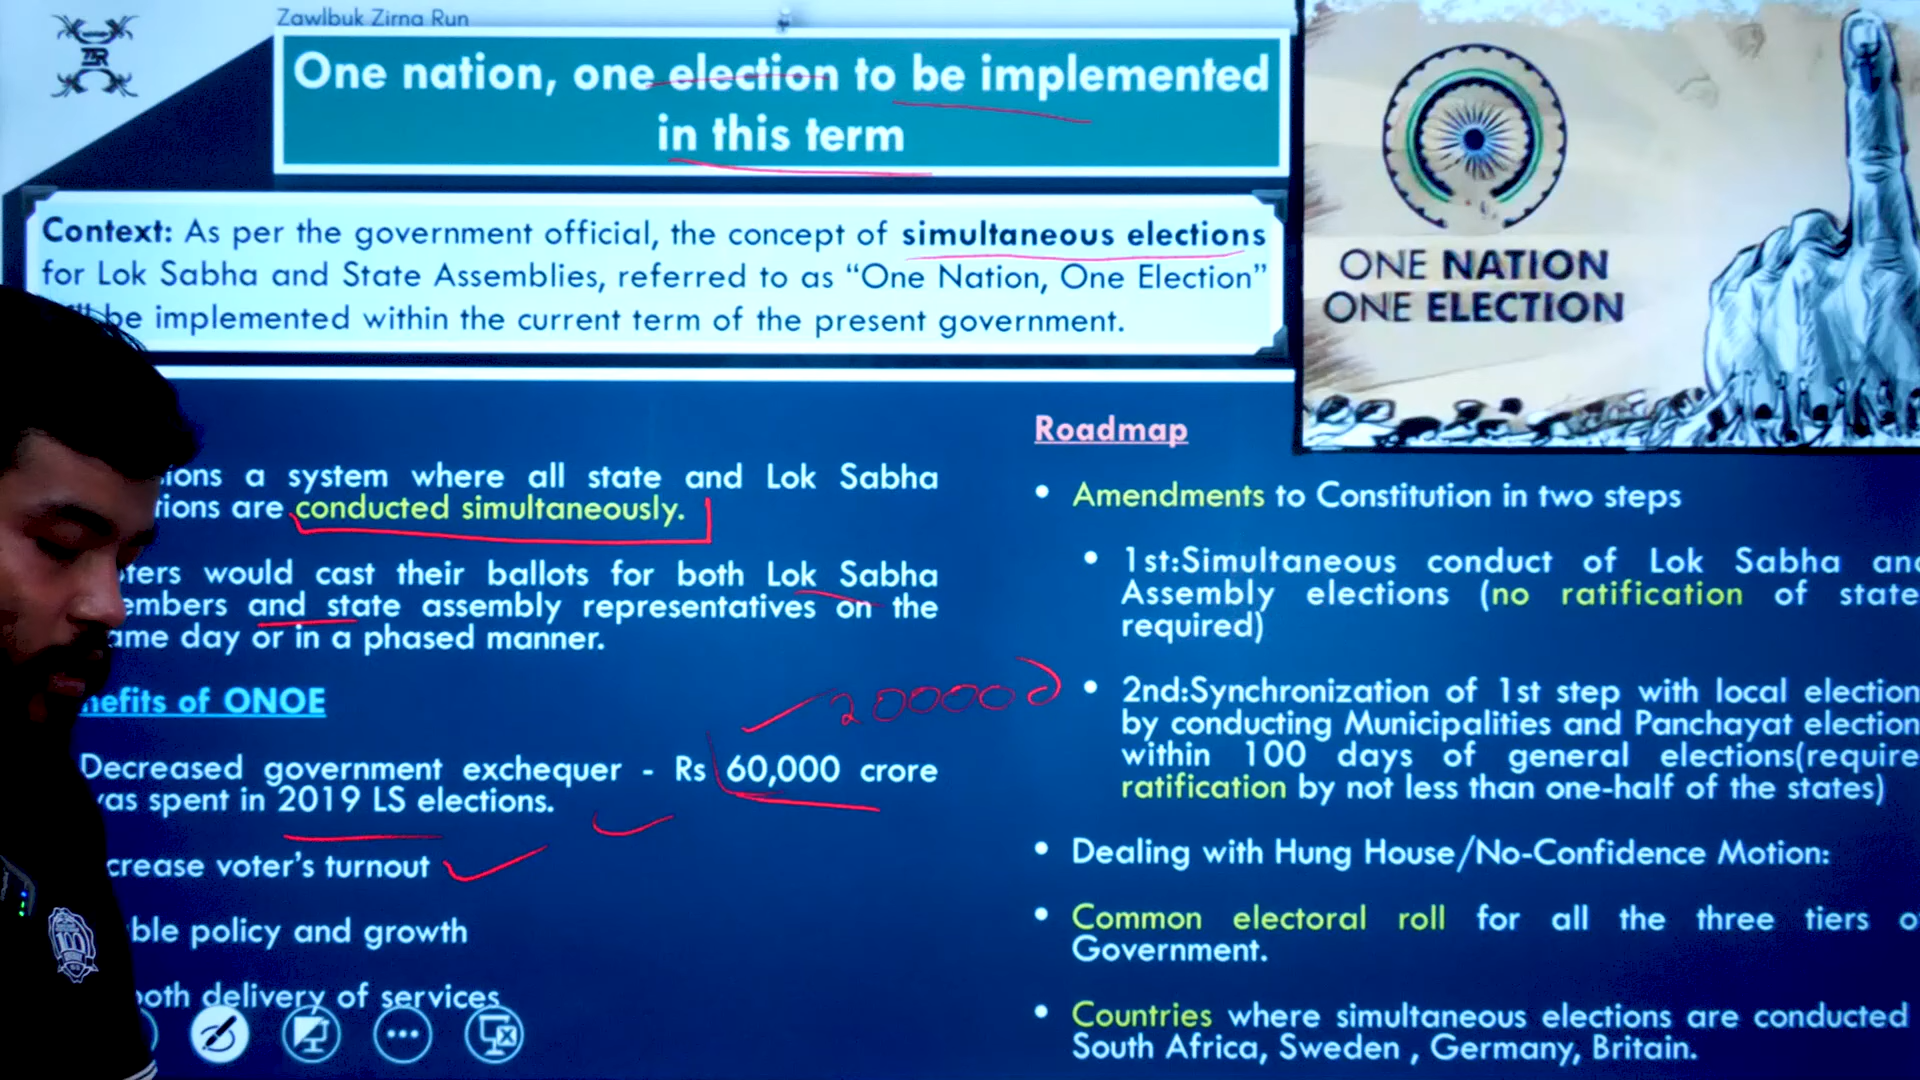 Zawlbuk Zirna Run
One nation, one election to be implemented
in this term
Context: As per the government official, the concept of simultaneous elections
for Lok Sabha and State Assemblies, referred to as “One Nation, One Election”
be implemented within the current term of the present government.
ONE NATION
ONE ELECTION
a system where all state and Lok Sabha
are conducted simultaneously.
would cast their ballots for both Lok Sabha
and state assembly representatives on the
day or in a phased manner.
of ONOE
200000
Decreased government exchequer - Rs 60,000 crore
spent in 2019 LS elections.
voter’s turnout
policy and growth
delivery of services
Roadmap
• Amendments to Constitution in two steps
• 1st:Simultaneous conduct of Lok Sabha
Assembly elections (no ratification of state
required)
• 2nd:Synchronization of 1st step with local election
by conducting Municipalities and Panchayat election
within 100 days of general elections(require
ratification by not less than one-half of the states)
• Dealing with Hung House/No-Confidence Motion:
• Common electoral roll for all the three tiers
Government.
• Countries where simultaneous elections are conducted
South Africa, Sweden , Germany, Britain.
100